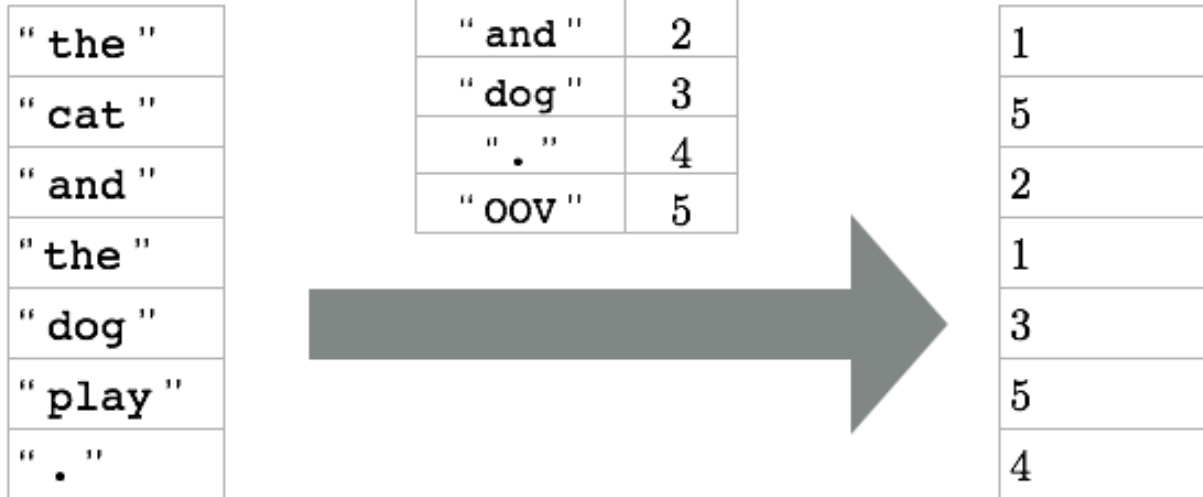 “the”
“cat”
“and”
“the”
“dog”
“play”
“.”
“and” 2
“dog” 3
“.” 4
“OOV” 5
1
5
2
1
3
5
4